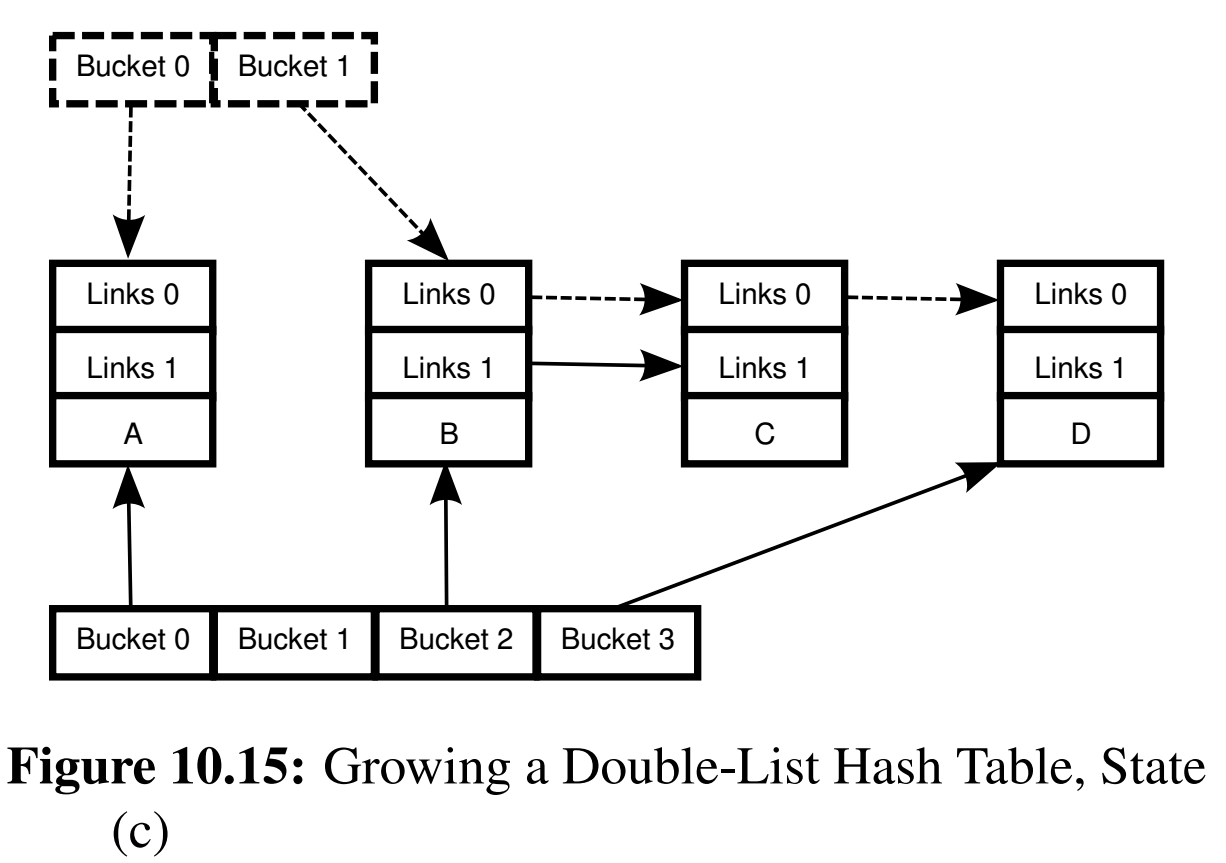 Bucket 0 Bucket 1
Links 0 Links 0 Links 0 Links 0
Links 1 Links 1 Links 1 Links 1
A B C D
Bucket 0 Bucket 1 Bucket 2 Bucket 3
Figure 10.15: Growing a Double-List Hash Table, State
(c)